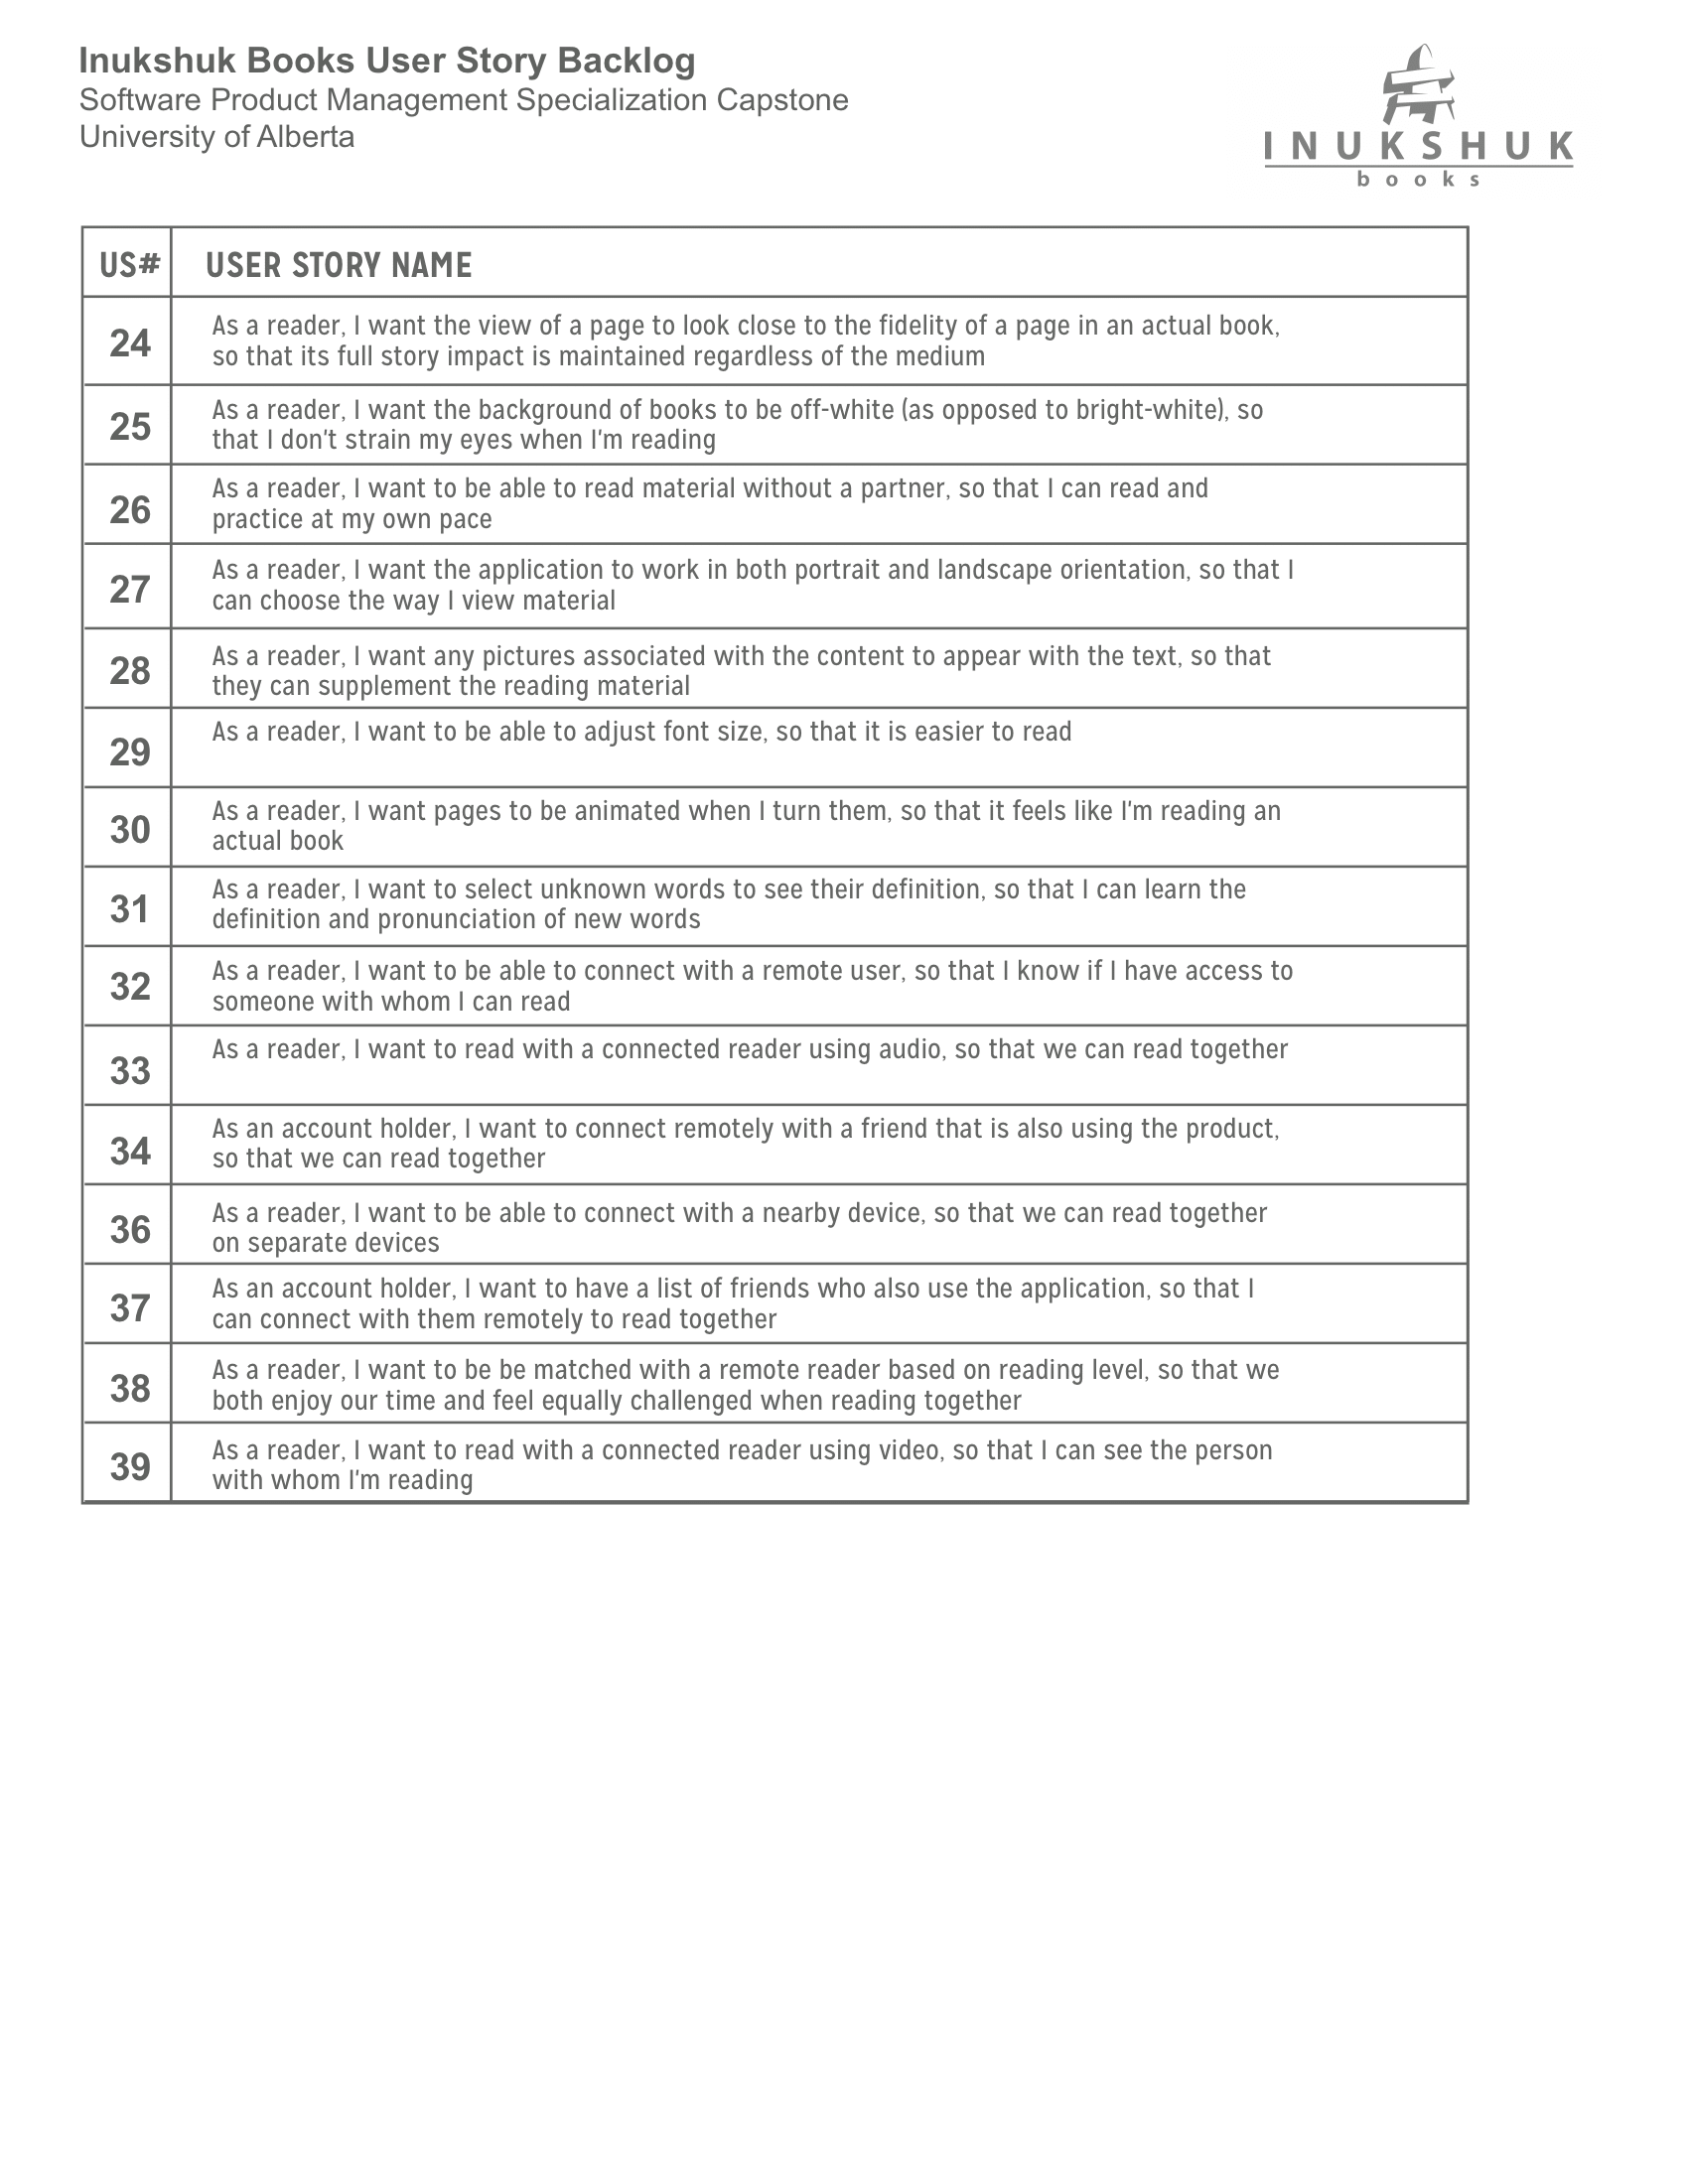 Inukshuk Books User Story Backlog
Software Product Management Specialization Capstone
University of Alberta
INUKSHUK
books
US# USER STORY NAME
24 As a reader, I want the view of a page to look close to the fidelity of a page in an actual book,
so that its full story impact is maintained regardless of the medium
25 As a reader, I want the background of books to be off-white (as opposed to bright-white), so
that I don't strain my eyes when I'm reading
26 As a reader, I want to be able to read material without a partner, so that I can read and
practice at my own pace
27 As a reader, I want the application to work in both portrait and landscape orientation, so that I
can choose the way I view material
28 As a reader, I want any pictures associated with the content to appear with the text, so that
they can supplement the reading material
29 As a reader, I want to be able to adjust font size, so that it is easier to read
30 As a reader, I want pages to be animated when I turn them, so that it feels like I'm reading an
actual book
31 As a reader, I want to select unknown words to see their definition, so that I can learn the
definition and pronunciation of new words
32 As a reader, I want to be able to connect with a remote user, so that I know if I have access to
someone with whom I can read
33 As a reader, I want to read with a connected reader using audio, so that we can read together
34 As an account holder, I want to connect remotely with a friend that is also using the product,
so that we can read together
36 As a reader, I want to be able to connect with a nearby device, so that we can read together
on separate devices
37 As an account holder, I want to have a list of friends who also use the application, so that I
can connect with them remotely to read together
38 As a reader, I want to be be matched with a remote reader based on reading level, so that we
both enjoy our time and feel equally challenged when reading together
39 As a reader, I want to read with a connected reader using video, so that I can see the person
with whom I'm reading